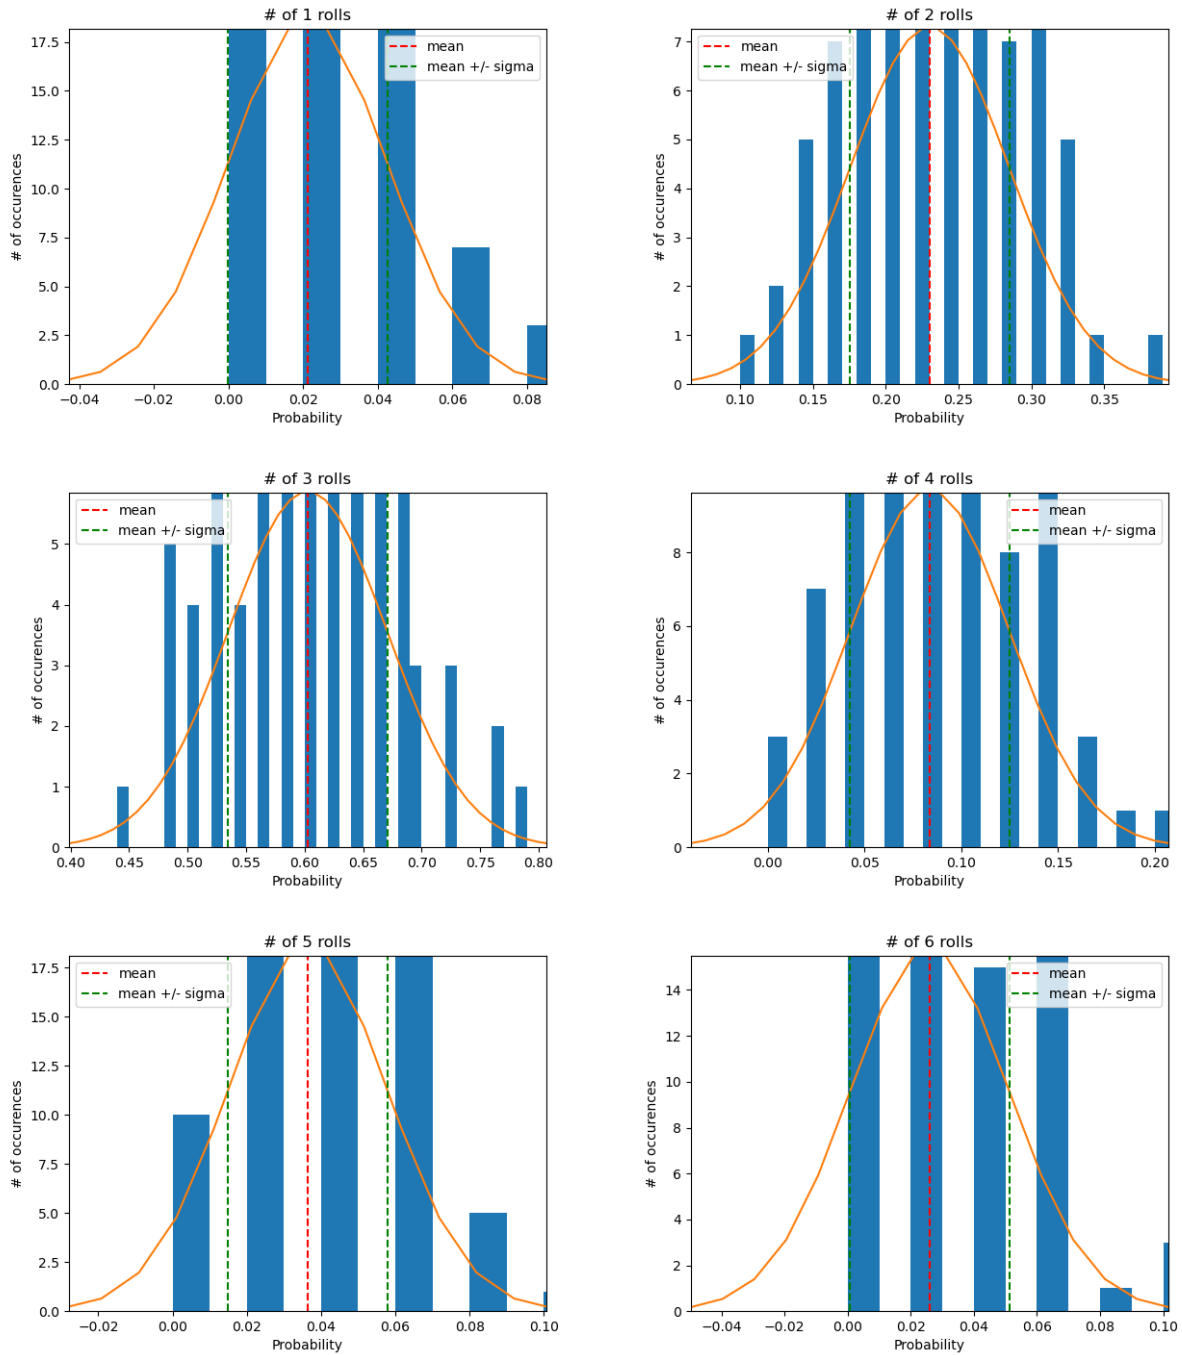 # of 1 rolls
mean
mean +/- sigma
# of occurences
17.5
15.0
12.5
10.0
7.5
5.0
2.5
0.0
−0.04 −0.02 0.00 0.02 0.04 0.06 0.08
Probability
# of 2 rolls
mean
mean +/- sigma
# of occurences
7
6
5
4
3
2
1
0
0.10 0.15 0.20 0.25 0.30 0.35
Probability
# of 3 rolls
mean
mean +/- sigma
# of occurences
5
4
3
2
1
0
0.40 0.45 0.50 0.55 0.60 0.65 0.70 0.75 0.80
Probability
# of 4 rolls
mean
mean +/- sigma
# of occurences
8
6
4
2
0
0.00 0.05 0.10 0.15 0.20
Probability
# of 5 rolls
mean
mean +/- sigma
# of occurences
17.5
15.0
12.5
10.0
7.5
5.0
2.5
0.0
−0.02 0.00 0.02 0.04 0.06 0.08 0.10
Probability
# of 6 rolls
mean
mean +/- sigma
# of occurences
14
12
10
8
6
4
2
0
−0.04 −0.02 0.00 0.02 0.04 0.06 0.08 0.10
Probability